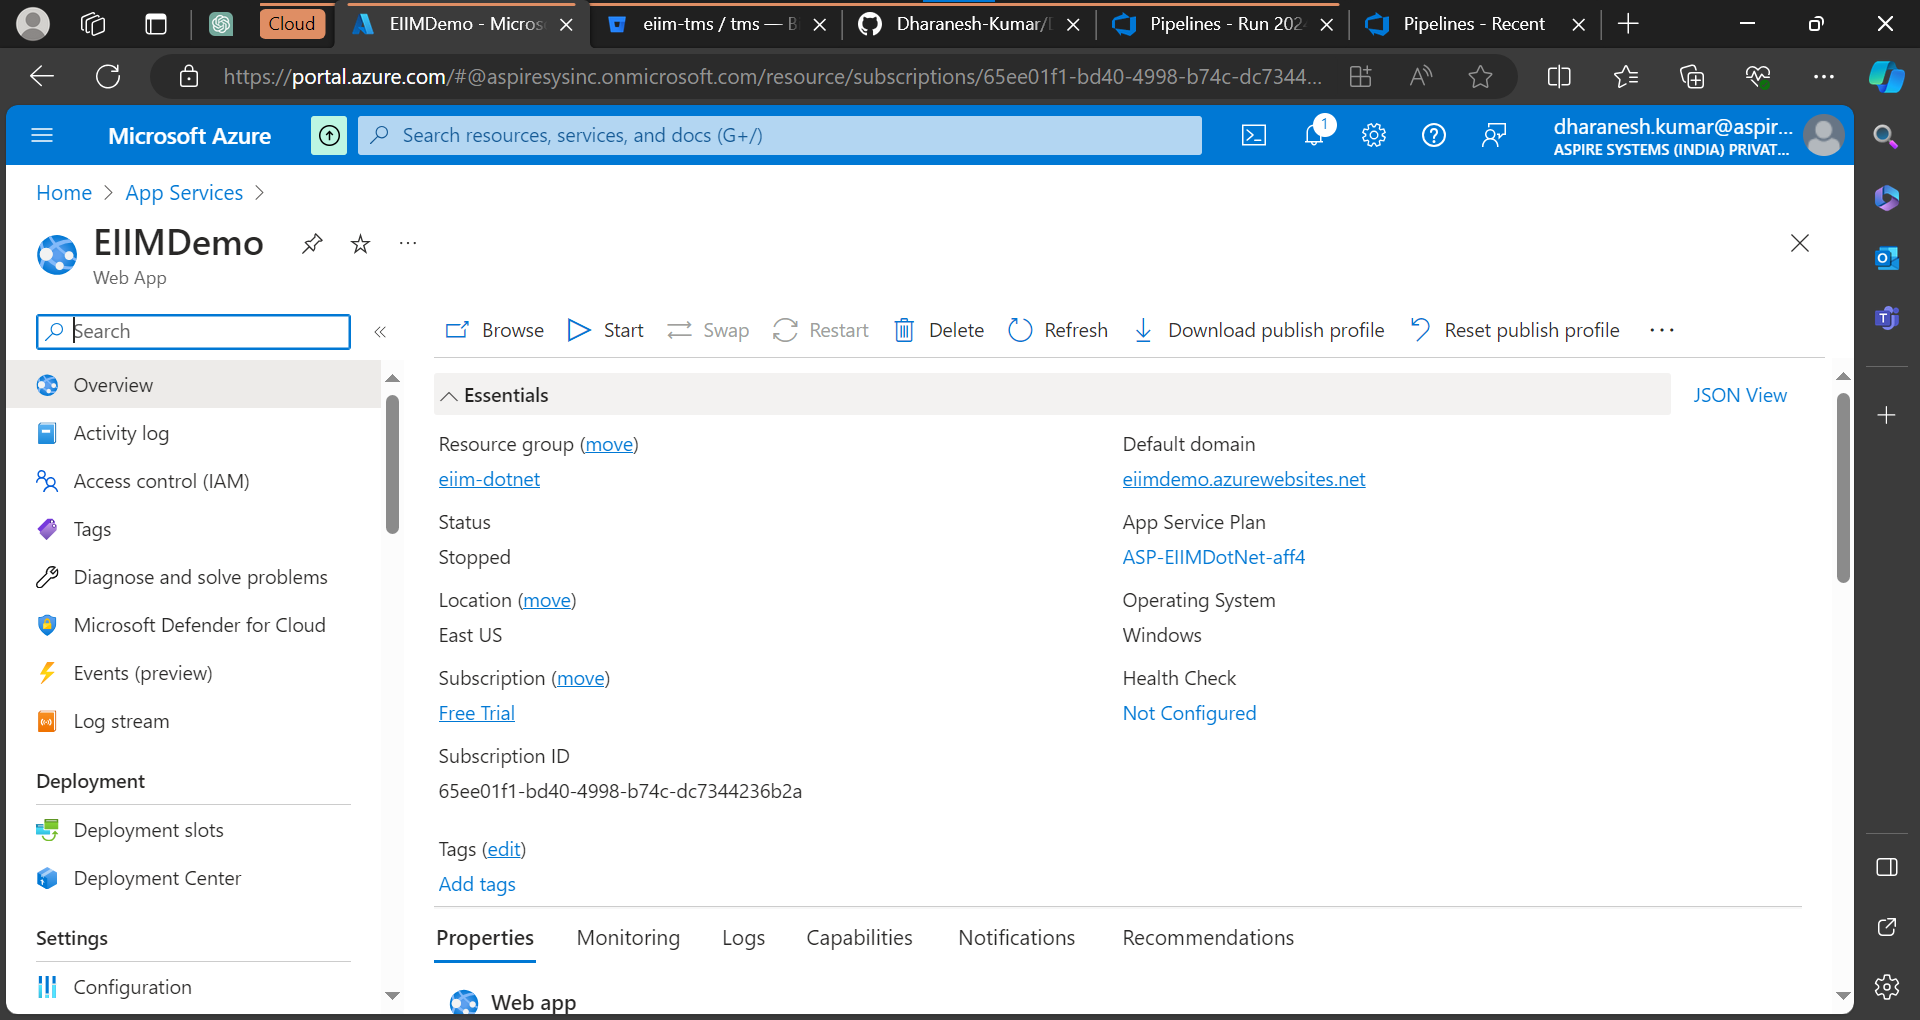 Cloud
EIIMDemo - Micros
eiim-tms / tms — B
Dharanesh-Kumar/
Pipelines - Run 202
Pipelines - Recent
https://portal.azure.com/#@aspiresysinc.onmicrosoft.com/resource/subscriptions/65ee01f1-bd40-4998-b74c-dc7344...
Microsoft Azure
Search resources, services, and docs (G+/)
1
dharanesh.kumar@aspir...
ASPIRE SYSTEMS (INDIA) PRIVAT...
Home > App Services >
EIIMDemo
Web App
Search
Browse Start Swap Restart Delete Refresh Download publish profile Reset publish profile
Overview
Activity log
Access control (IAM)
Tags
Diagnose and solve problems
Microsoft Defender for Cloud
Events (preview)
Log stream
Deployment
Deployment slots
Deployment Center
Settings
Configuration
Essentials
JSON View
Resource group (move)
eiim-dotnet
Status
Stopped
Location (move)
East US
Subscription (move)
Free Trial
Subscription ID
65ee01f1-bd40-4998-b74c-dc7344236b2a
Tags (edit)
Add tags
Default domain
eiimdemo.azurewebsites.net
App Service Plan
ASP-EIIMDotNet-aff4
Operating System
Windows
Health Check
Not Configured
Properties Monitoring Logs Capabilities Notifications Recommendations
Web app